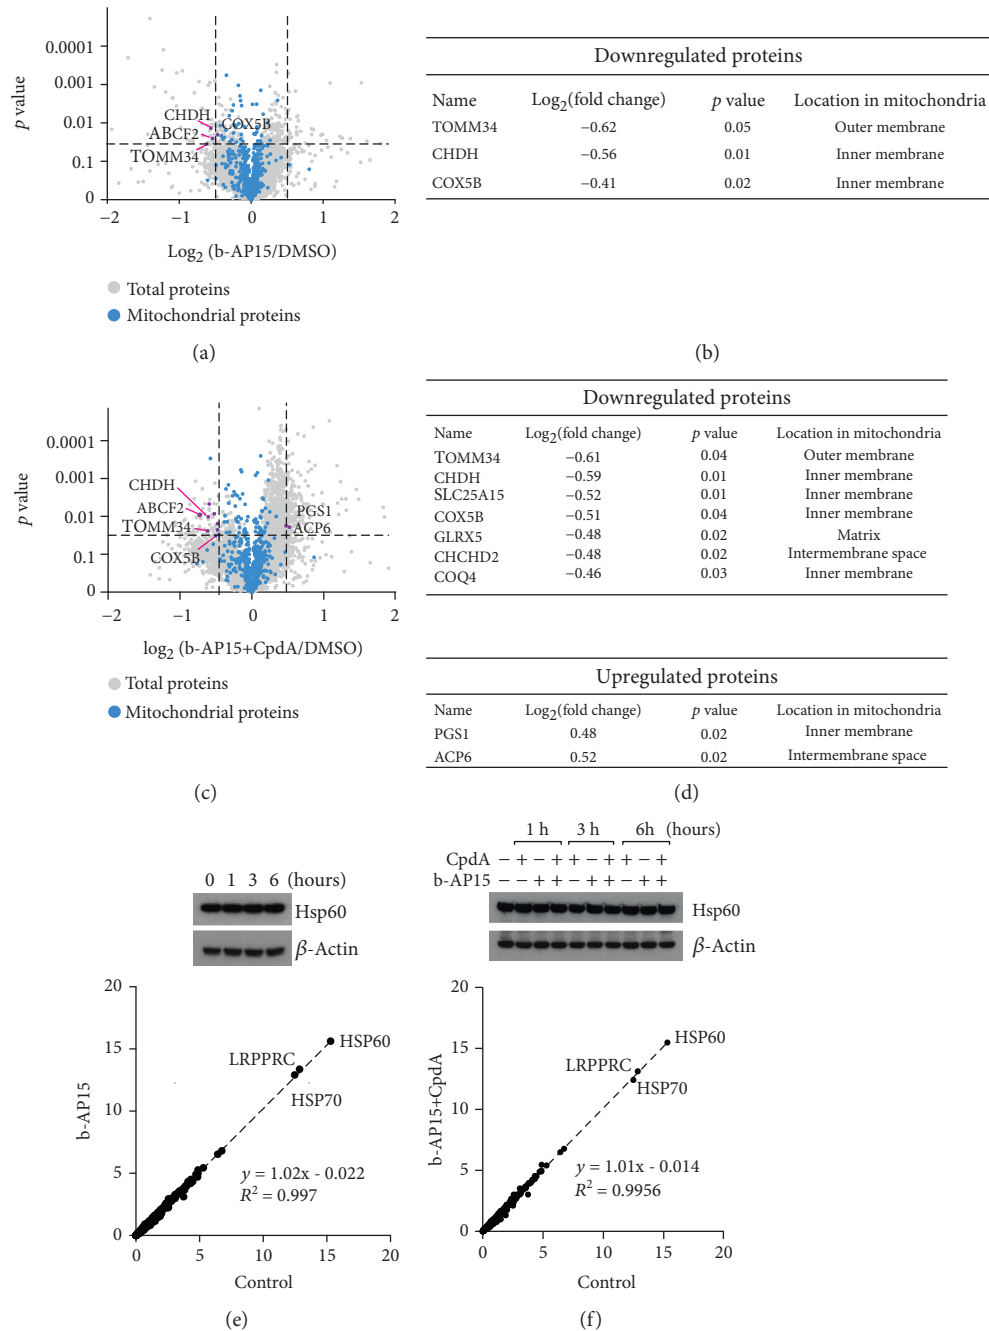 0.0001
0.001
0.01
0.1
0
p value
CHDH
COX5B
ABCF2
TOMM34
−2 −1 0 1 2
Log2 (b-AP15/DMSO)
Total proteins
Mitochondrial proteins
(a)
Downregulated proteins
Name Log2(fold change) p value Location in mitochondria
TOMM34 −0.62 0.05 Outer membrane
CHDH −0.56 0.01 Inner membrane
COX5B −0.41 0.02 Inner membrane
(b)
0.0001
0.001
0.01
0.1
0
p value
CHDH
ABCF2
TOMM34
COX5B
PGS1
ACP6
−2 −1 0 1 2
log2 (b-AP15+CpdA/DMSO)
Total proteins
Mitochondrial proteins
(c)
Downregulated proteins
Name Log2(fold change) p value Location in mitochondria
TOMM34 −0.61 0.04 Outer membrane
CHDH −0.59 0.01 Inner membrane
SLC25A15 −0.52 0.01 Inner membrane
COX5B −0.51 0.04 Inner membrane
GLRX5 −0.48 0.02 Matrix
CHCHD2 −0.48 0.02 Intermembrane space
COQ4 −0.46 0.03 Inner membrane
Upregulated proteins
Name Log2(fold change) p value Location in mitochondria
PGS1 0.48 0.02 Inner membrane
ACP6 0.52 0.02 Intermembrane space
(d)
0 1 3 6 (hours)
Hsp60
β-Actin
20
15
10
5
0
b-AP15
HSP60
LRPPRC
HSP70
y = 1.02x - 0.022
R² = 0.997
0 5 10 15 20
Control
(e)
1 h 3 h 6h (hours)
CpdA − + − + + − + + − +
b-AP15 − − + + − + + − + +
Hsp60
β-Actin
20
15
10
5
0
b-AP15+CpdA
HSP60
LRPPRC
HSP70
y = 1.01x - 0.014
R² = 0.9956
0 5 10 15 20
Control
(f)